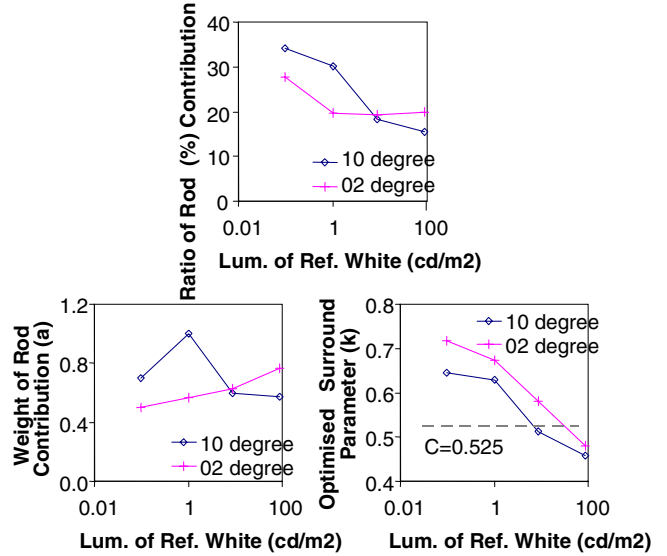 Ratio of Rod (%) Contribution
40
30
20
10
0
10 degree
02 degree
0.01 1 100
Lum. of Ref. White (cd/m2)
Weight of Rod
Contribution (a)
1.2
0.8
0.4
0.0
10 degree
02 degree
0.01 1 100
Lum. of Ref. White (cd/m2)
Optimised Surround
Parameter (k)
0.8
0.7
0.6
0.5
0.4
10 degree
02 degree
C=0.525
0.01 1 100
Lum. of Ref. White (cd/m2)